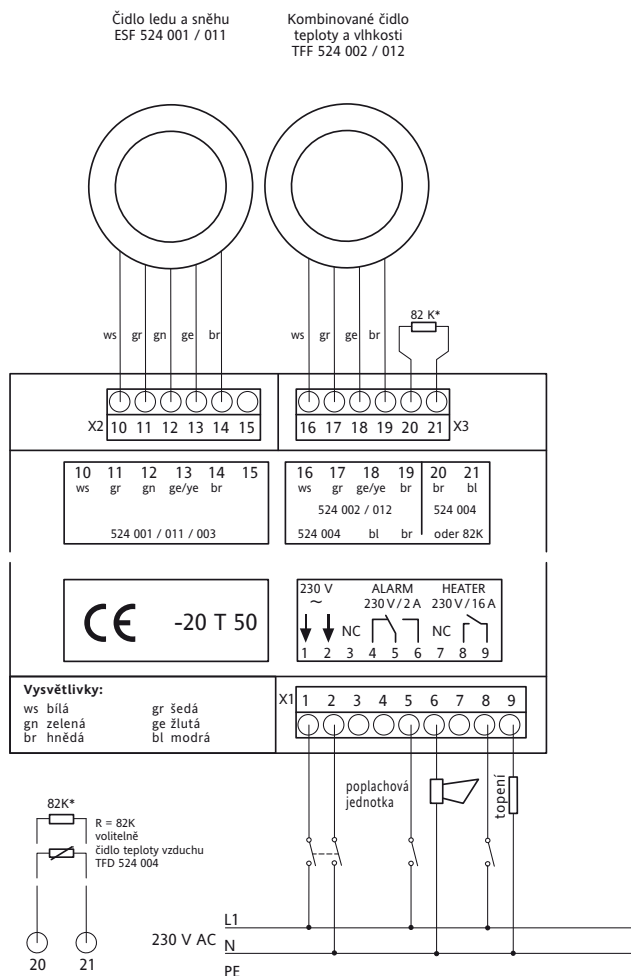 Čidlo ledu a sněhu
ESF 524 001 / 011
Kombinované čidlo
teploty a vlhkosti
TFF 524 002 / 012
ws gr gn ge br
ws gr ge br
82 K*
X2 10 11 12 13 14 15
16 17 18 19 20 21 X3
10 11 12 13 14 15
ws gr gn ge/ye br
524 001 / 011 / 003
16 17 18 19 20 21
ws gr ge/ye br br bl
524 002 / 012 524 004
524 004 bl br oder 82K
CE -20 T 50
230 V ALARM HEATER
~ 230 V / 2 A 230 V / 16 A
NC NC
1 2 3 4 5 6 7 8 9
Vysvětlivky:
ws bílá gr šedá
gn zelená ge žlutá
br hnědá bl modrá
X1 1 2 3 4 5 6 7 8 9
poplachová
jednotka
topení
82K*
R = 82K
volitelně
čidlo teploty vzduchu
TFD 524 004
20 21
230 V AC
L1
N
PE